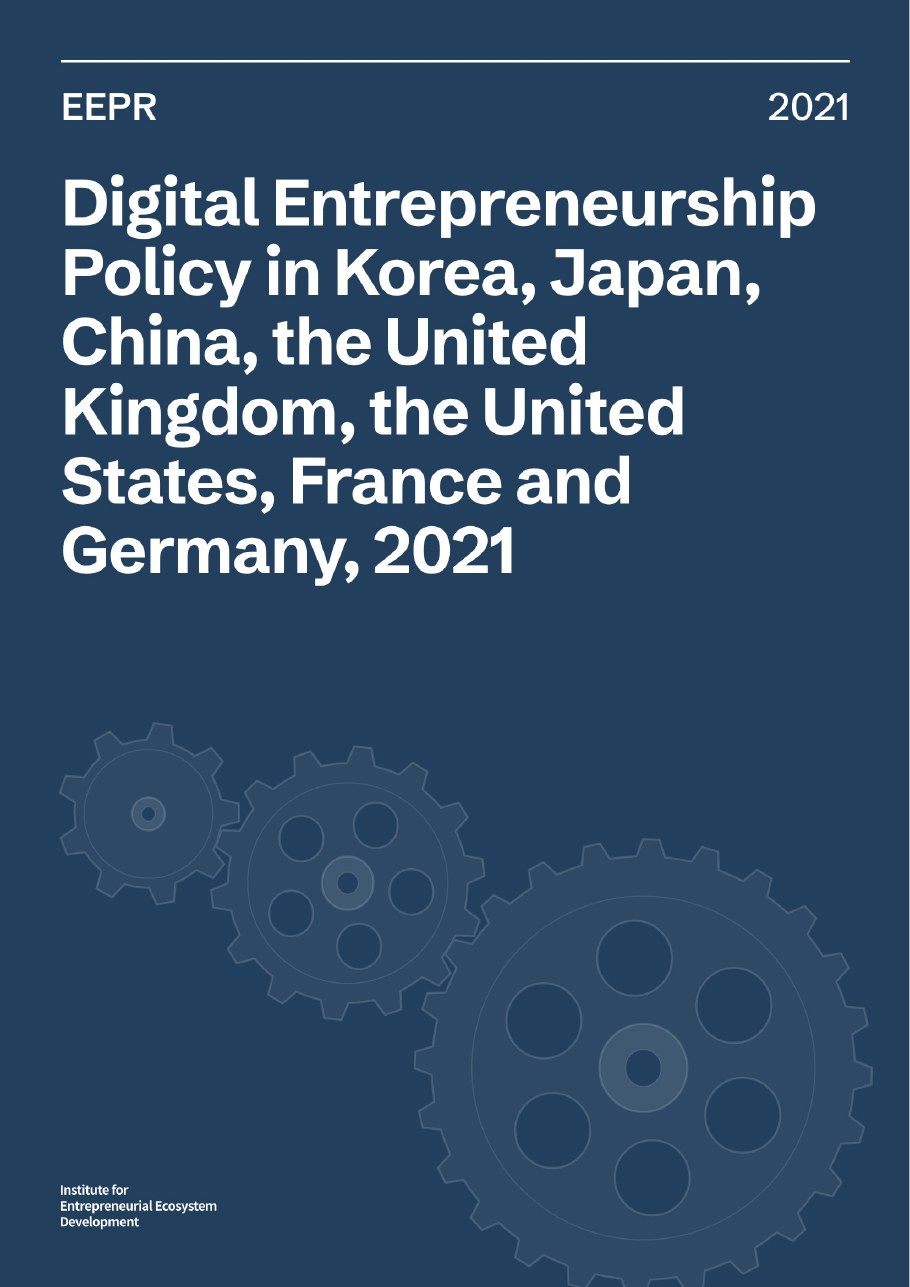 EEPR
2021
Digital Entrepreneurship
Policy in Korea, Japan,
China, the United
Kingdom, the United
States, France and
Germany, 2021
Institute for
Entrepreneurial Ecosystem
Development